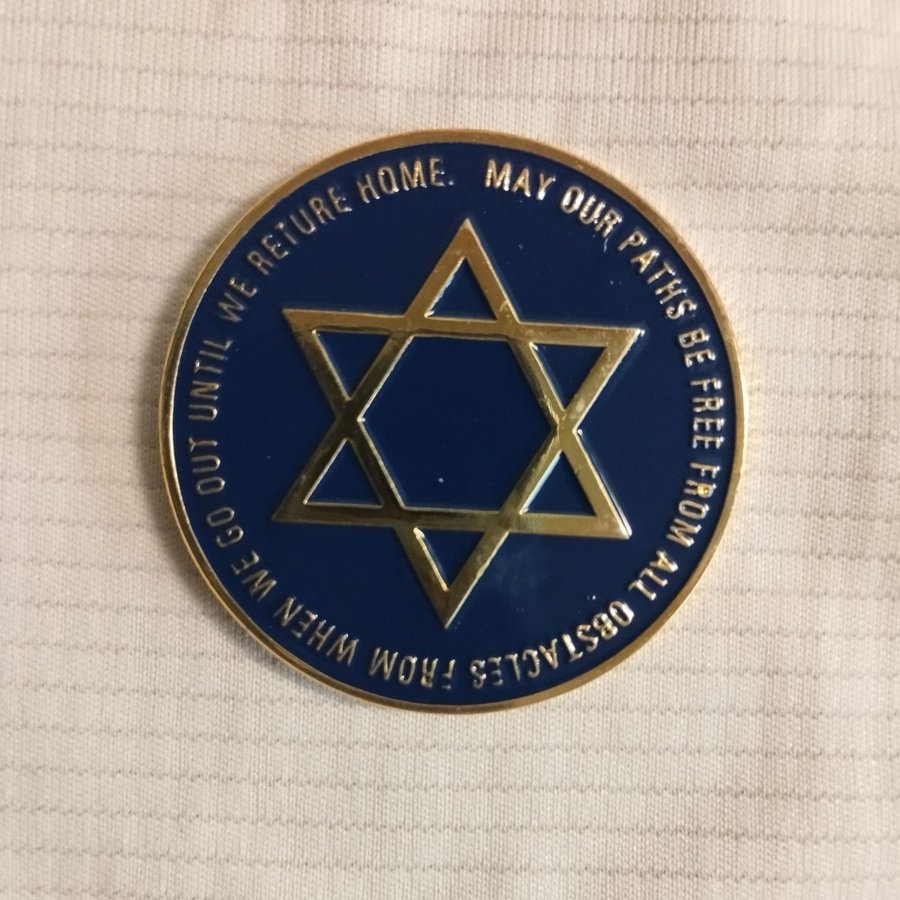 MAY OUR PATHS BE FREE FROM ALL OBSTACLES FROM WHEN WE GO OUT UNTIL WE RETURE HOME.